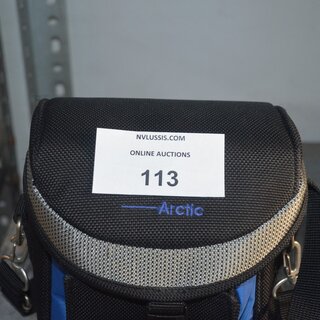 NVLUSSIS.COM
ONLINE AUCTIONS
113
Arctic